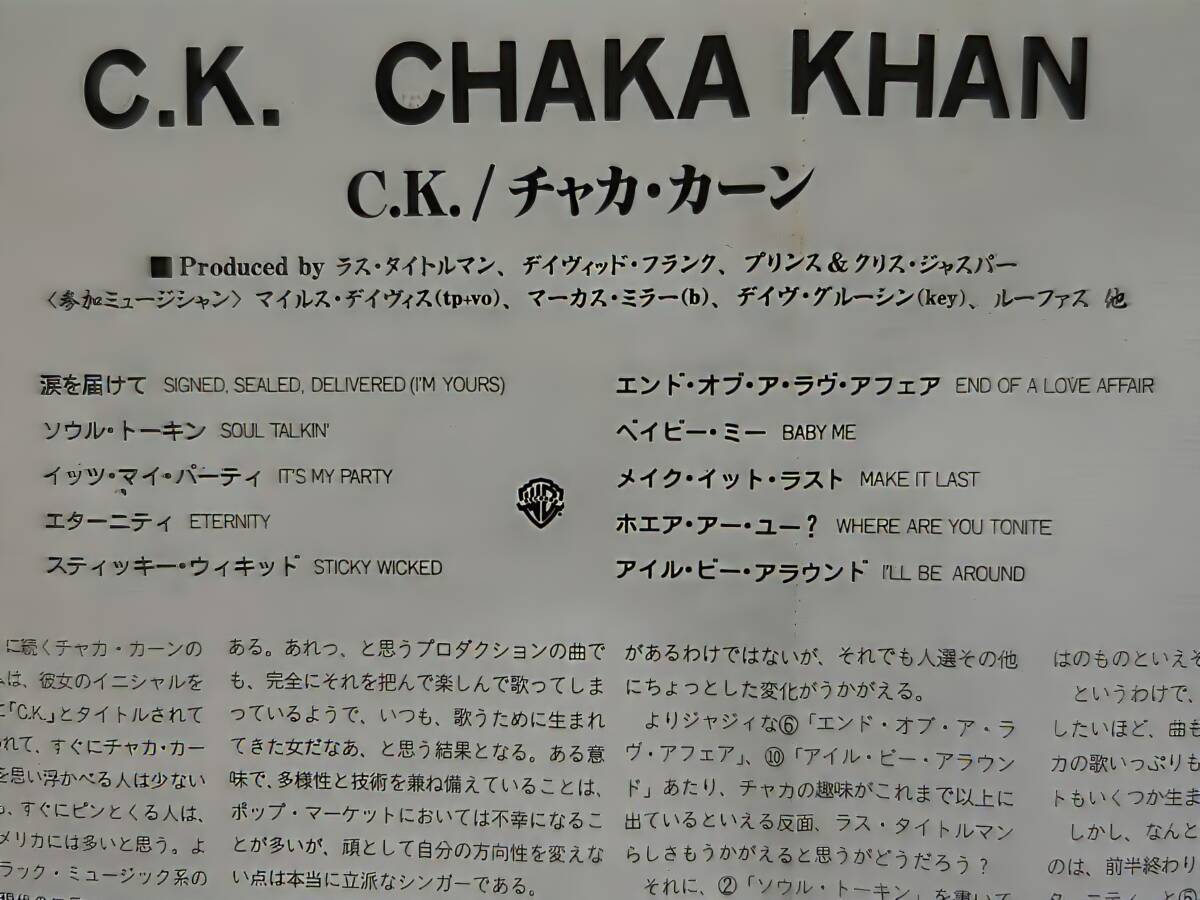 C.K. CHAKA KHAN
C.K./チャカ・カーン
■Produced by ラス・タイトルマン、デイヴィッド・フランク、プリンス&クリス・ジャスパー
〈参加ミュージシャン〉マイルス・デイヴィス(tp+vo)、マーカス・ミラー(b)、デイヴ・グルーシン(key)、ルーファス 他
涙を届けて SIGNED, SEALED, DELIVERED (I'M YOURS)
ソウル・トーキン SOUL TALKIN'
イッツ・マイ・パーティ IT'S MY PARTY
エターニティ ETERNITY
スティッキー・ウィキッド STICKY WICKED
エンド・オブ・ア・ラヴ・アフェア END OF A LOVE AFFAIR
ベイビー・ミー BABY ME
メイク・イット・ラスト MAKE IT LAST
ホエア・アー・ユー? WHERE ARE YOU TONITE
アイル・ビー・アラウンド I'LL BE AROUND
に続くチャカ・カーンの
は、彼女のイニシャルを
「C.K.」とタイトルされて
れて、すぐにチャカ・カー
を思い浮かべる人は少ない
、すぐにピンとくる人は、
メリカには多いと思う。よ
ラック・ミュージック系の
ある。あれっ、と思うプロダクションの曲で
も、完全にそれを把んで楽しんで歌ってしま
っているようで、いつも、歌うために生まれ
てきた女だなあ、と思う結果となる。ある意
味で、多様性と技術を兼ね備えていることは、
ポップ・マーケットにおいては不幸になるこ
とが多いが、頑として自分の方向性を変えな
い点は本当に立派なシンガーである。
があるわけではないが、それでも人選その他
にちょっとした変化がうかがえる。
よりジャジィな⑥「エンド・オブ・ア・ラ
ヴ・アフェア」、⑩「アイル・ビー・アラウン
ド」あたり、チャカの趣味がこれまで以上に
出ているといえる反面、ラス・タイトルマン
らしさもうかがえると思うがどうだろう?
それに、②「ソウル・トーキン」を書いて
はのものといえそ
というわけで、
したいほど、曲も
カの歌いっぷりも
トもいくつか生ま
しかし、なんと
のは、前半終わり